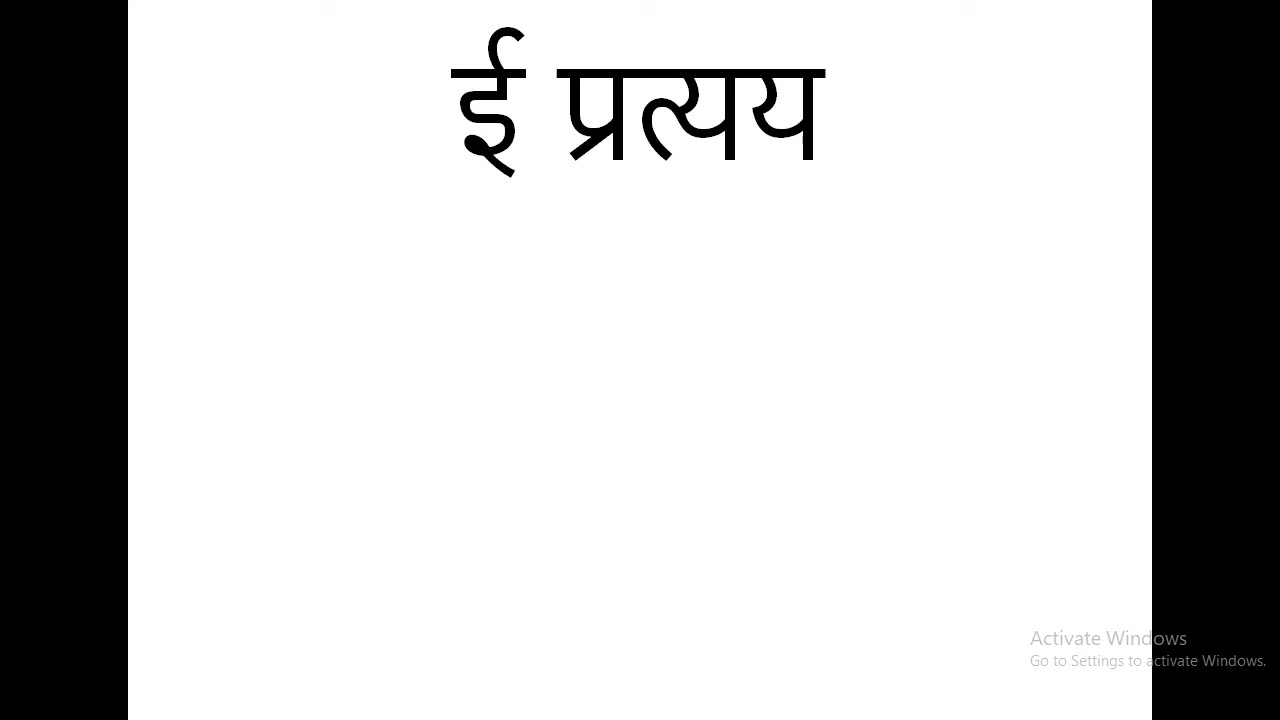 ई प्रत्यय
Activate Windows
Go to Settings to activate Windows.